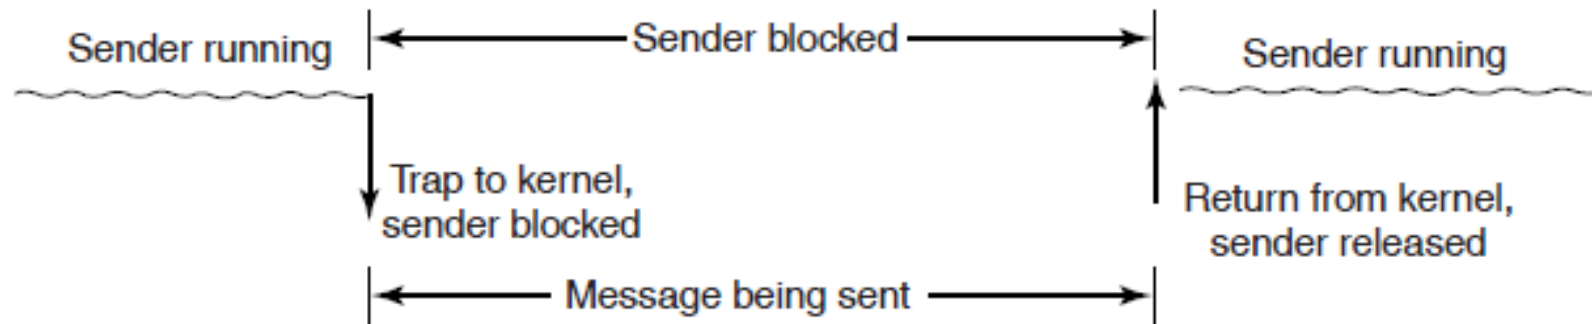 Sender blocked
Sender running
Sender running
Trap to kernel,
sender blocked
Return from kernel,
sender released
Message being sent